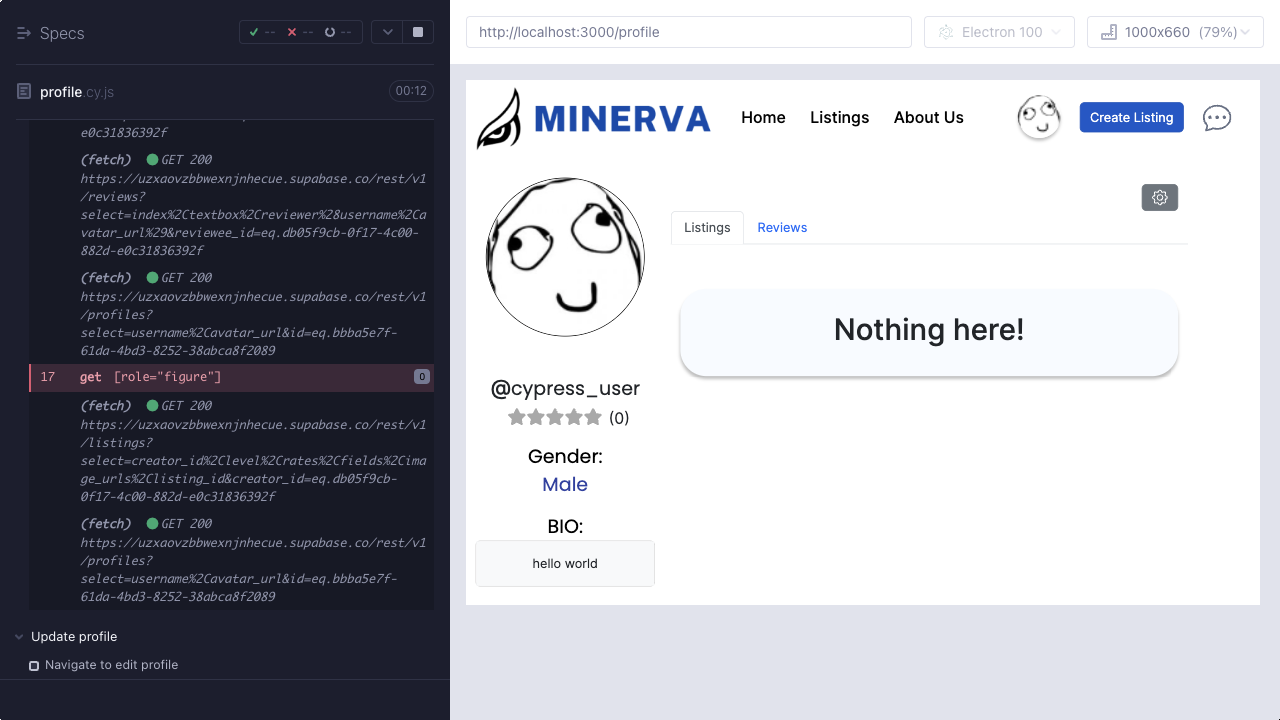 Specs
-- -- --
profile.cy.js
00:12
e0c31836392f
(fetch) GET 200
https://uzxaovzbbwexnjnhecue.supabase.co/rest/v1
/reviews?
select=index%2Ctextbox%2Creviewer%28username%2Ca
vatar_url%29&reviewee_id=eq.db05f9cb-0f17-4c00-
882d-e0c31836392f
(fetch) GET 200
https://uzxaovzbbwexnjnhecue.supabase.co/rest/v1
/profiles?
select=username%2Cavatar_url&id=eq.bbba5e7f-
61da-4bd3-8252-38abca8f2089
17 get [role="figure"] 0
(fetch) GET 200
https://uzxaovzbbwexnjnhecue.supabase.co/rest/v1
/listings?
select=creator_id%2Clevel%2Crates%2Cfields%2Cima
ge_urls%2Clisting_id&creator_id=eq.db05f9cb-
0f17-4c00-882d-e0c31836392f
(fetch) GET 200
https://uzxaovzbbwexnjnhecue.supabase.co/rest/v1
/profiles?
select=username%2Cavatar_url&id=eq.bbba5e7f-
61da-4bd3-8252-38abca8f2089
Update profile
Navigate to edit profile
http://localhost:3000/profile
Electron 100
1000x660 (79%)
MINERVA
Home Listings About Us
Create Listing
Listings Reviews
Nothing here!
@cypress_user
(0)
Gender:
Male
BIO:
hello world